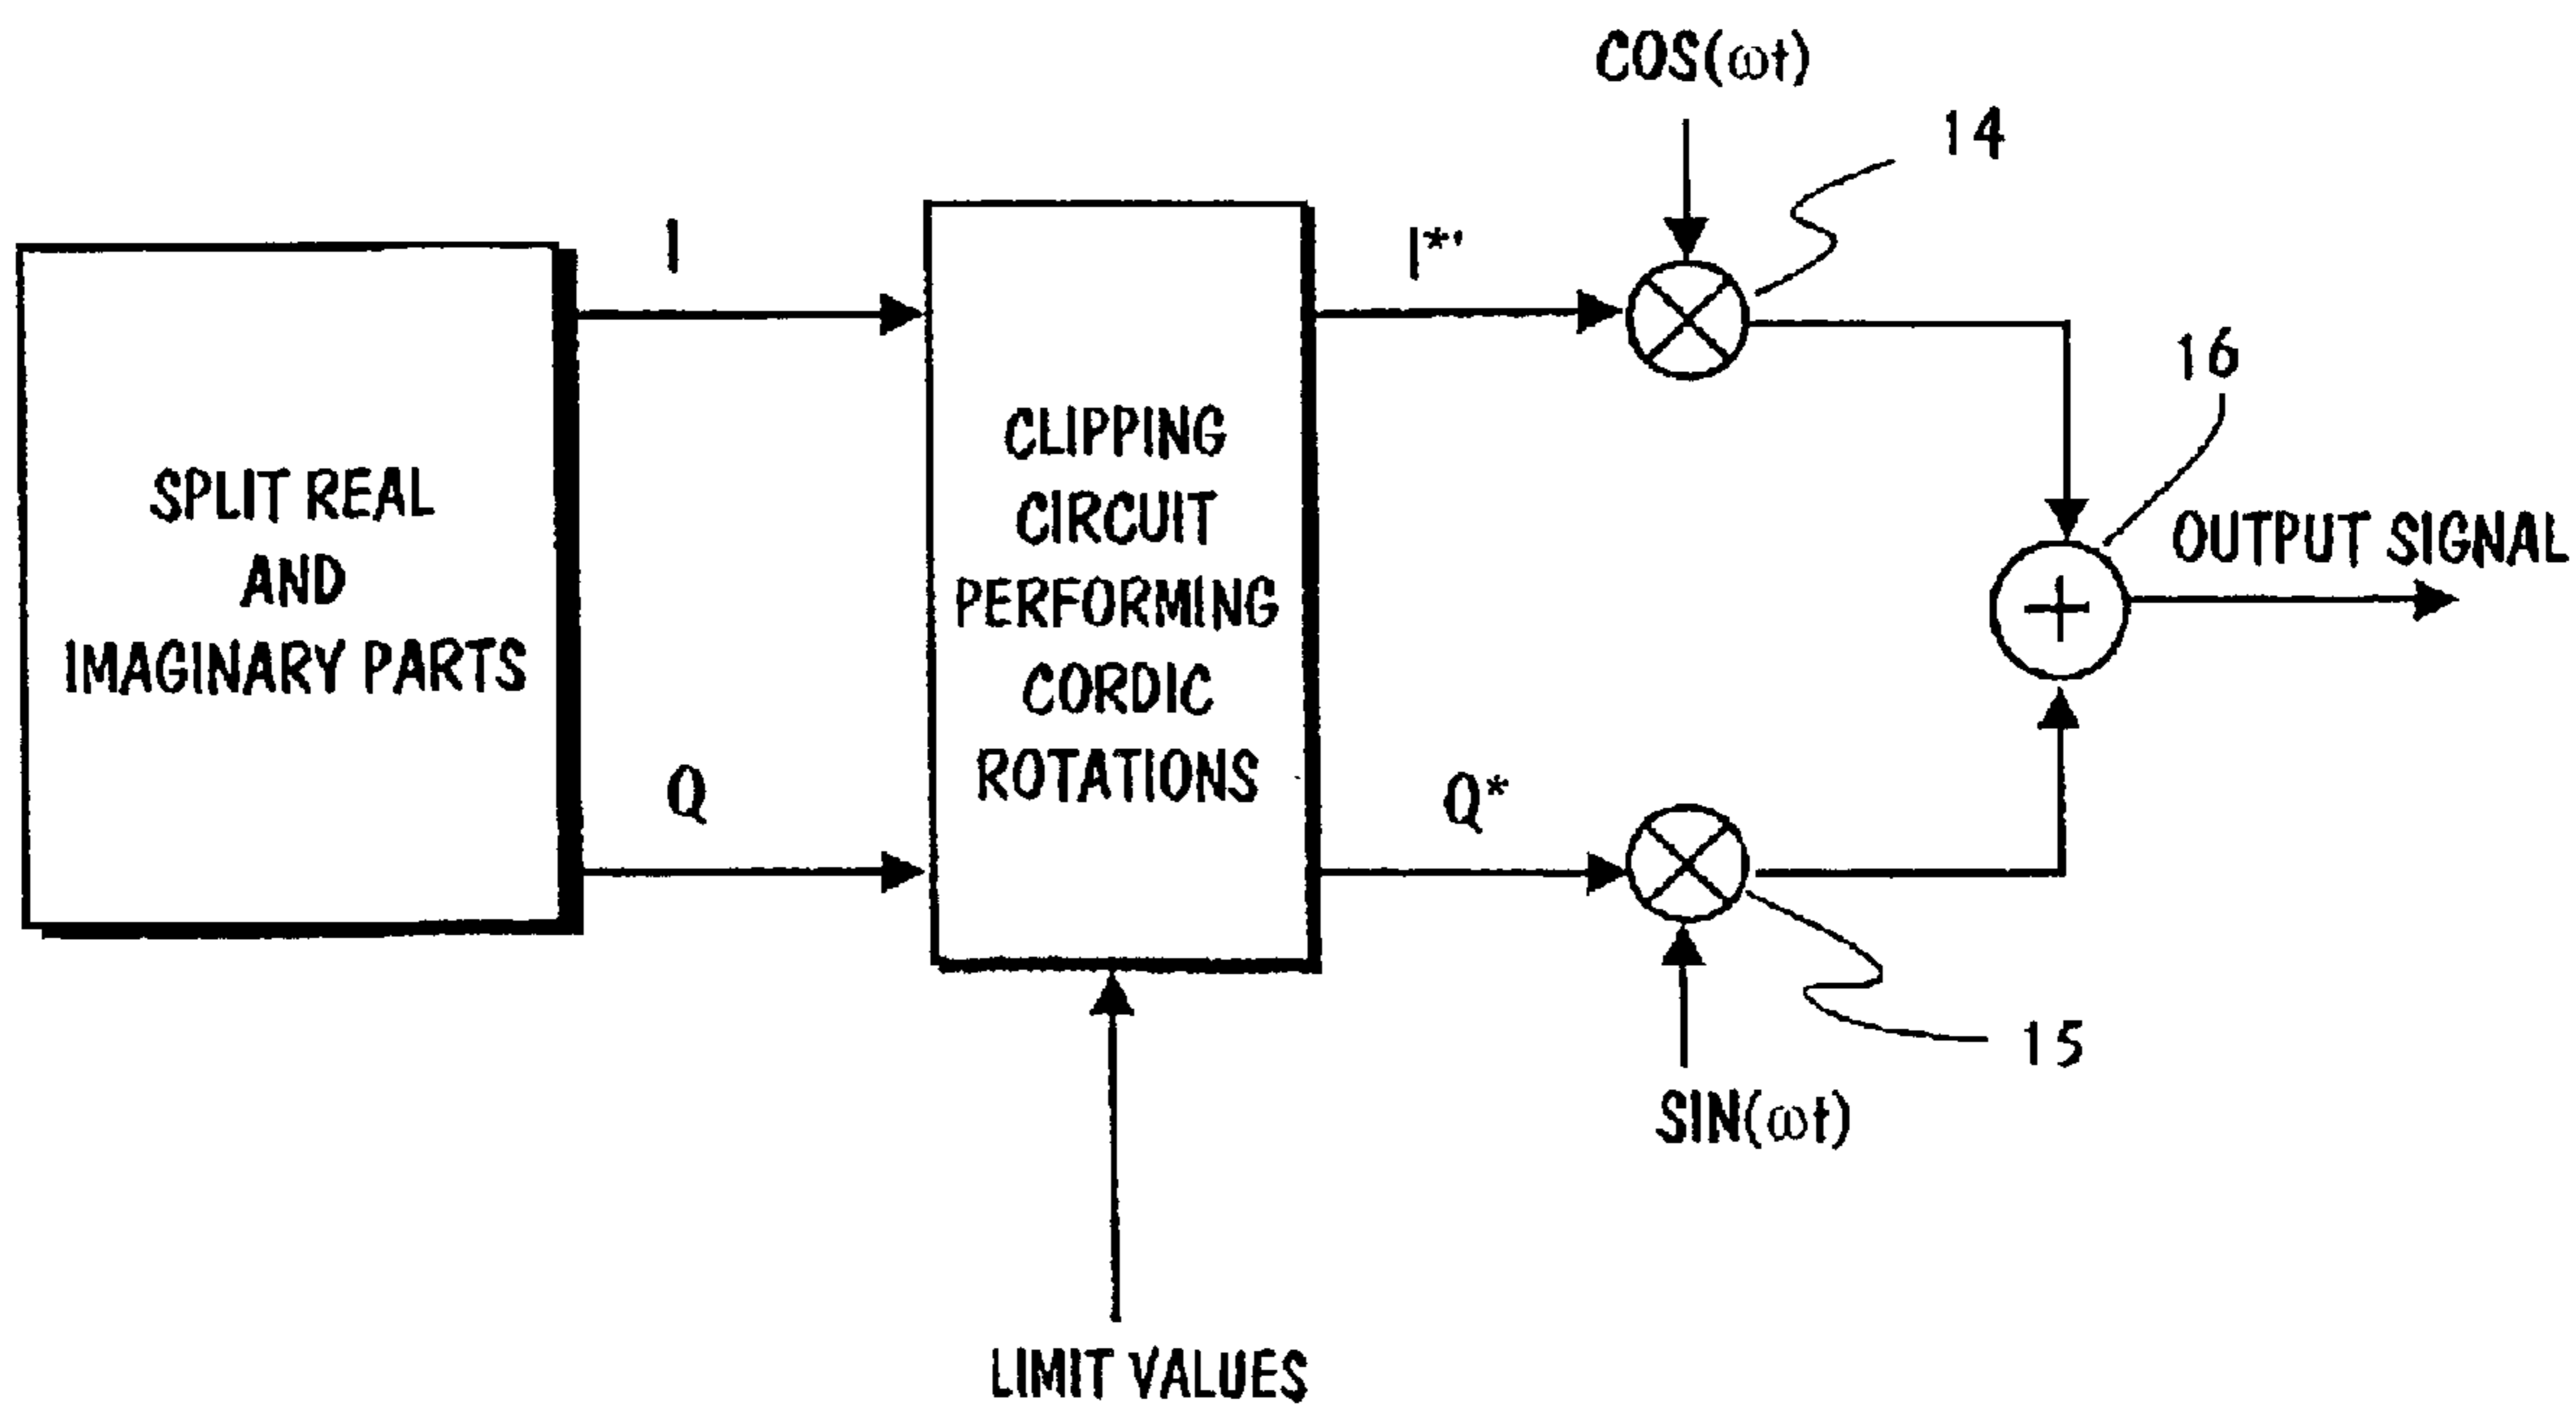 COS(ωt)
14
I
I*'
16
SPLIT REAL
AND
IMAGINARY PARTS
CLIPPING
CIRCUIT
PERFORMING
CORDIC
ROTATIONS
OUTPUT SIGNAL
Q
Q*
15
SIN(ωt)
LIMIT VALUES